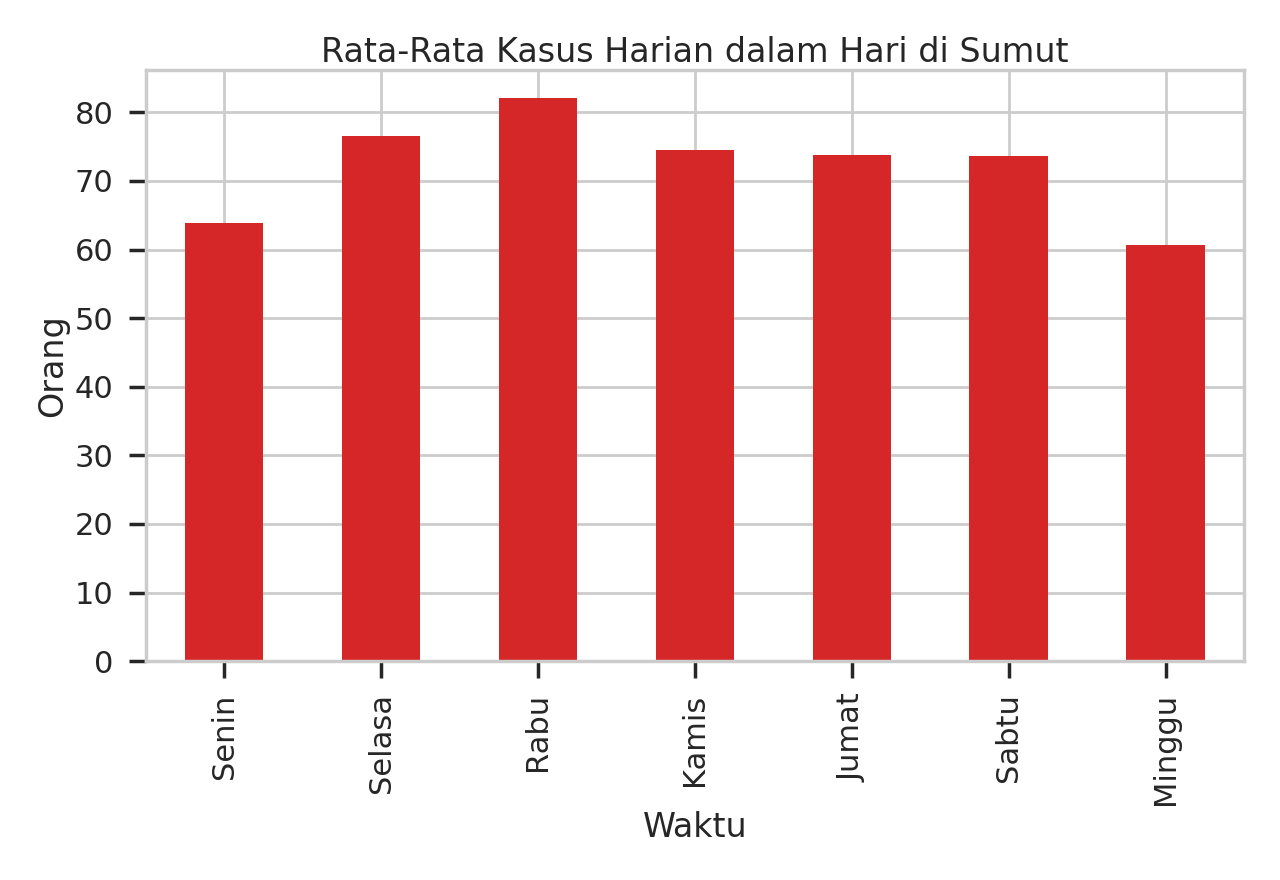 Rata-Rata Kasus Harian dalam Hari di Sumut
80
70
60
50
40
30
20
10
0
Orang
Senin
Selasa
Rabu
Kamis
Jumat
Sabtu
Minggu
Waktu